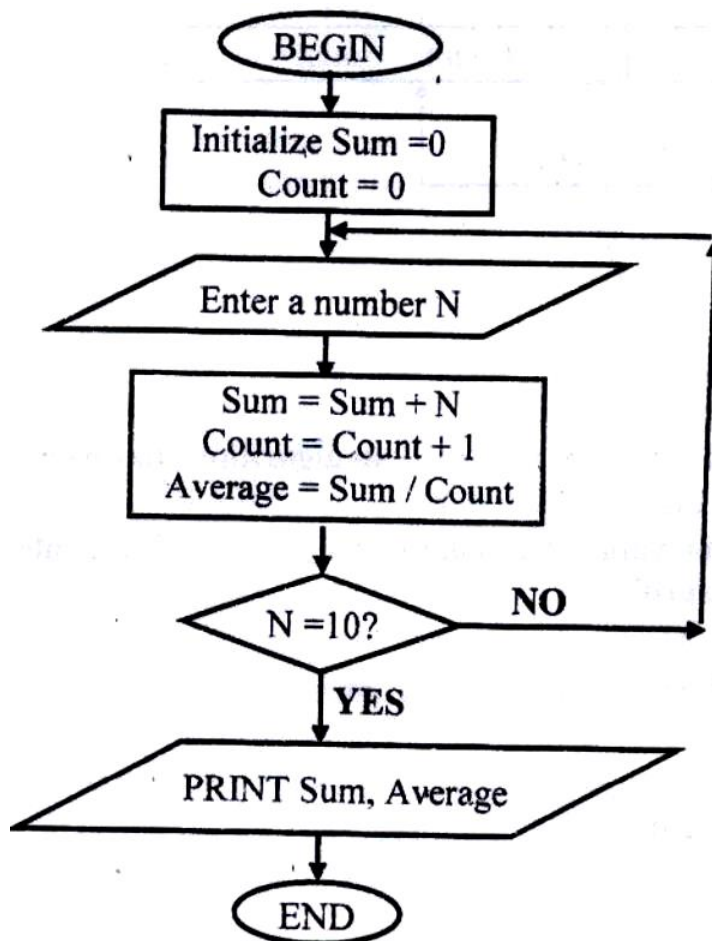 BEGIN
Initialize Sum =0
Count = 0
Enter a number N
Sum = Sum + N
Count = Count + 1
Average = Sum / Count
N =10?
NO
YES
PRINT Sum, Average
END